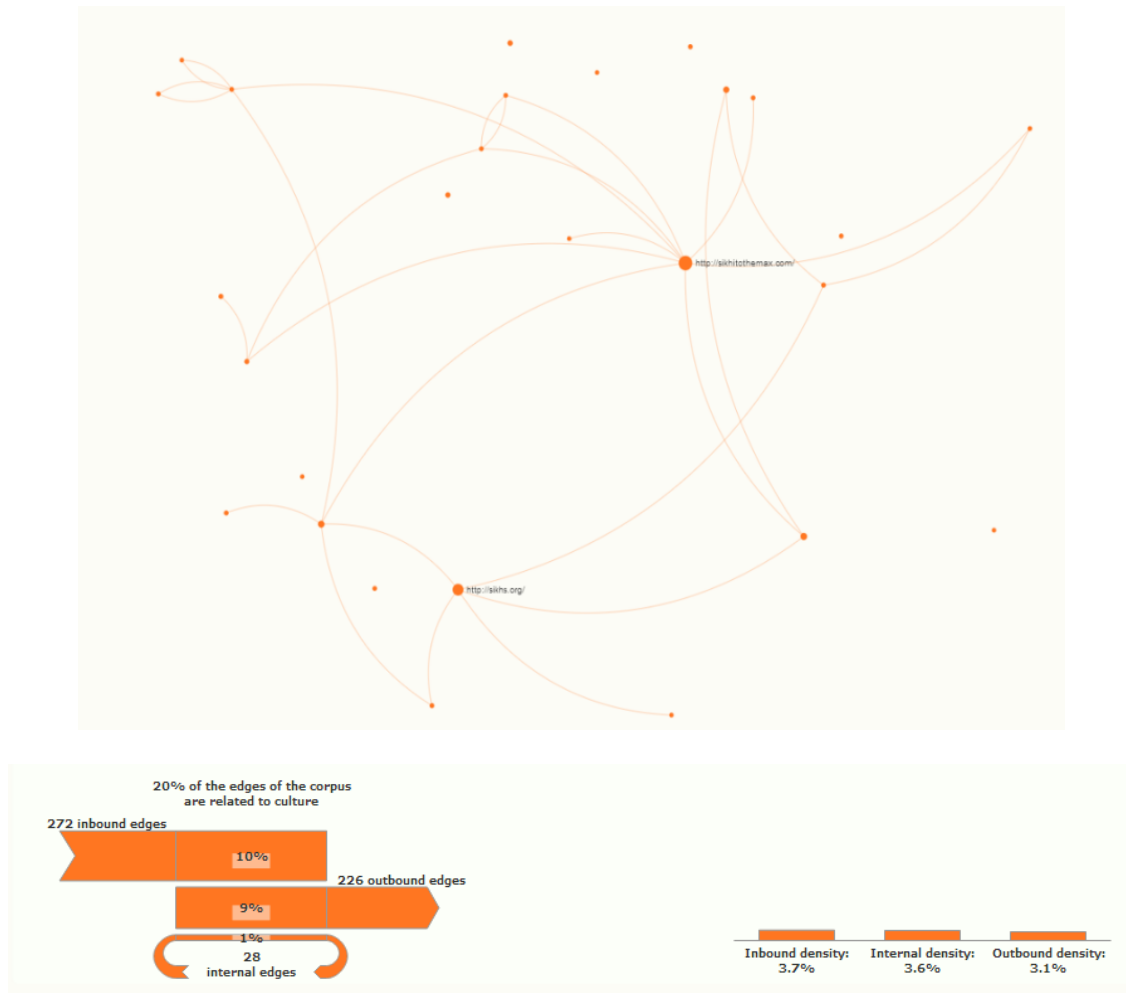 http://sikhitothemax.com/
http://sikhs.org/
20% of the edges of the corpus
are related to culture
272 inbound edges
10%
226 outbound edges
9%
1%
28
internal edges
Inbound density:
3.7%
Internal density:
3.6%
Outbound density:
3.1%